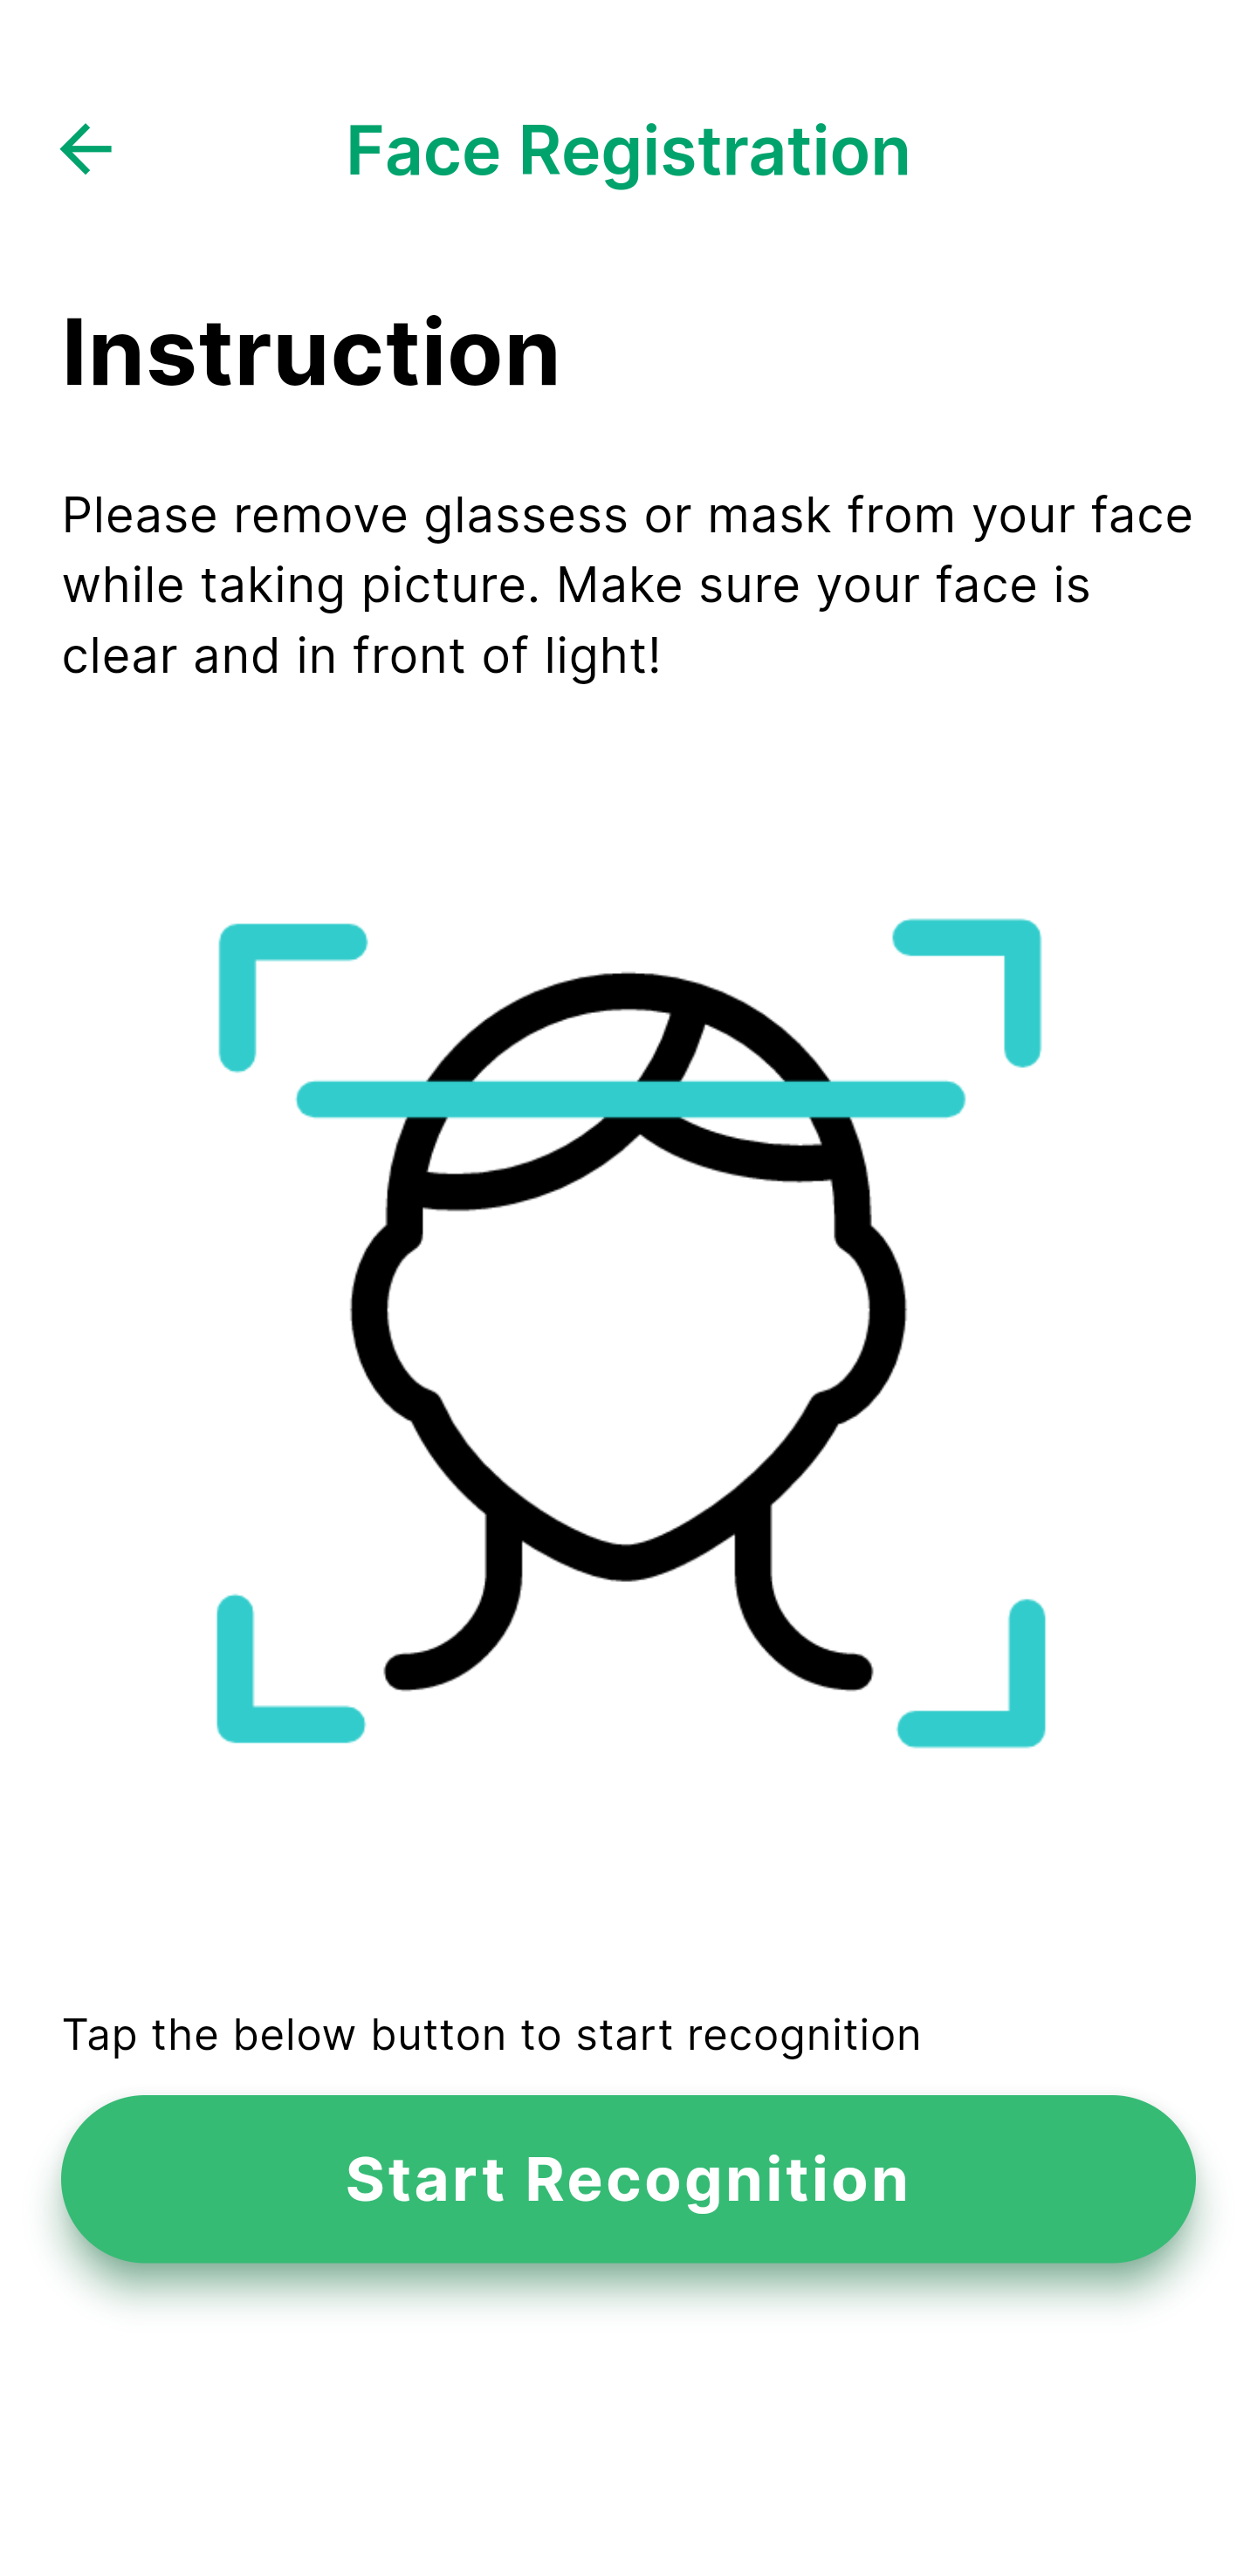 Face Registration
Instruction
Please remove glassess or mask from your face
while taking picture. Make sure your face is
clear and in front of light!
Tap the below button to start recognition
Start Recognition